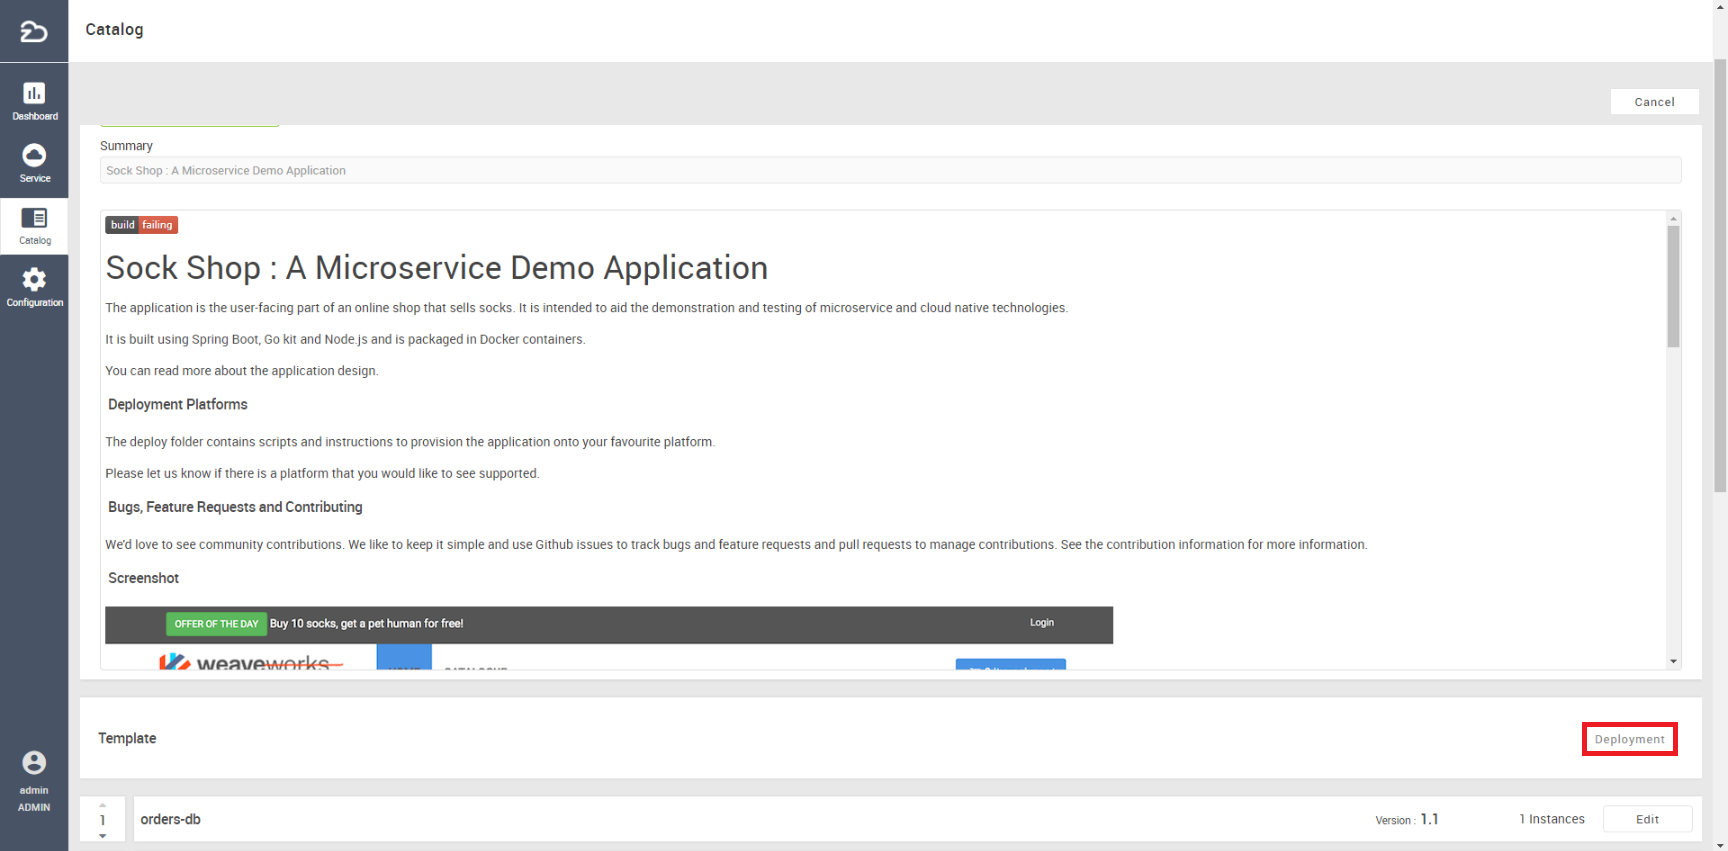 Catalog
Dashboard
Service
Catalog
Configuration
admin
ADMIN
Cancel
Summary
Sock Shop : A Microservice Demo Application
build failing
Sock Shop : A Microservice Demo Application
The application is the user-facing part of an online shop that sells socks. It is intended to aid the demonstration and testing of microservice and cloud native technologies.
It is built using Spring Boot, Go kit and Node.js and is packaged in Docker containers.
You can read more about the application design.
Deployment Platforms
The deploy folder contains scripts and instructions to provision the application onto your favourite platform.
Please let us know if there is a platform that you would like to see supported.
Bugs, Feature Requests and Contributing
We'd love to see community contributions. We like to keep it simple and use Github issues to track bugs and feature requests and pull requests to manage contributions. See the contribution information for more information.
Screenshot
OFFER OF THE DAY Buy 10 socks, get a pet human for free! Login
weaveworks
Template
Deployment
1 orders-db Version : 1.1 1 Instances Edit